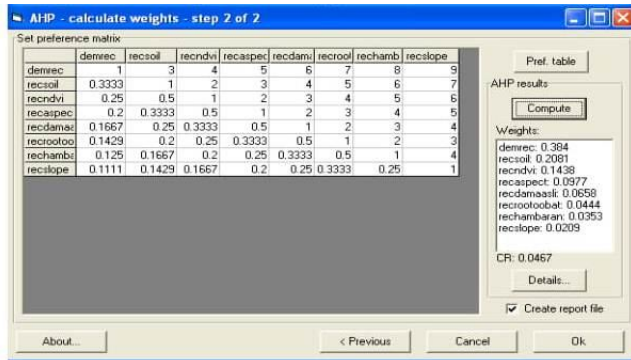 AHP - calculate weights - step 2 of 2
Set preference matrix
demrec recsoil recndvi recaspec recdama recrool rechamb recslope
demrec 1 3 4 5 6 7 8 9
recsoil 0.3333 1 2 3 4 5 6 7
recndvi 0.25 0.5 1 2 3 4 5 6
recaspec 0.2 0.3333 0.5 1 2 3 4 5
recdamaa 0.1667 0.25 0.3333 0.5 1 2 3 4
recrootoo 0.1429 0.2 0.25 0.3333 0.5 1 2 3
rechamba 0.125 0.1667 0.2 0.25 0.3333 0.5 1 4
recslope 0.1111 0.1429 0.1667 0.2 0.25 0.3333 0.25 1
Pref. table
AHP results
Compute
Weights:
demrec: 0.384
recsoil: 0.2081
recndvi: 0.1438
recaspect: 0.0977
recdamaasli: 0.0658
recrootoobat: 0.0444
rechambaran: 0.0353
recslope: 0.0209
CR: 0.0467
Details...
Create report file
About...
< Previous
Cancel
Ok